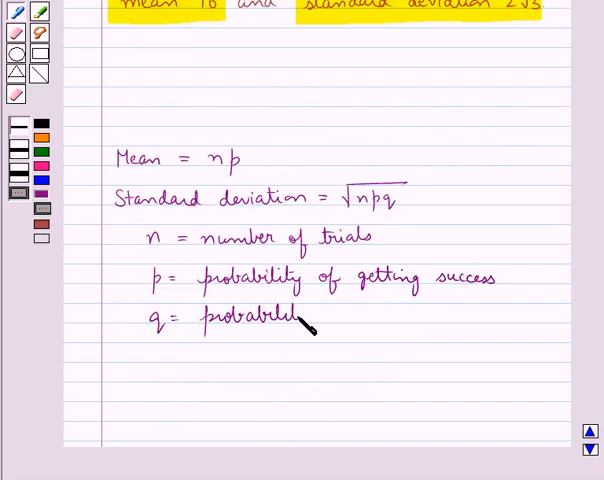 mean 16 and standard deviation 2√3.
Mean = np
Standard deviation = √npq
n = number of trials
p = probability of getting success
q = probabilit